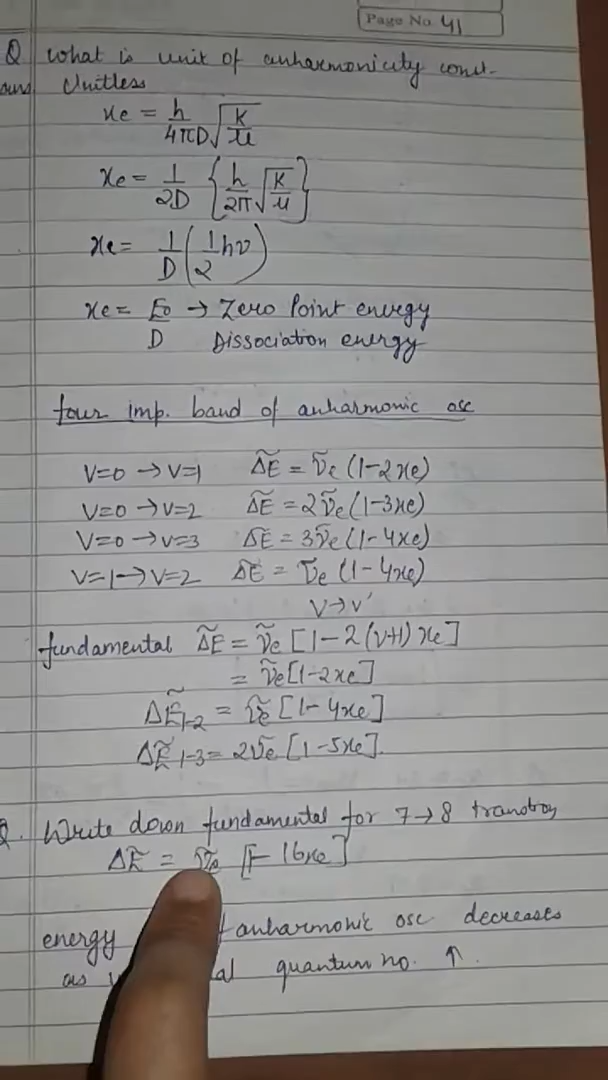 Page No. 41
Q what is unit of anharmonicity const.
ans Unitless
xe = h/4πD √K/μ
xe = 1/2D {h/2π √K/μ}
xe = 1/D (1/2 hν)
xe = E0 → Zero Point energy
D Dissociation energy
four imp. band of anharmonic osc
V=0 → V=1 ΔẼ = ν̃e (1-2xe)
V=0 → V=2 ΔẼ = 2ν̃e (1-3xe)
V=0 → V=3 ΔẼ = 3ν̃e (1-4xe)
V=1 → V=2 ΔẼ = ν̃e (1-4xe)
V → V'
fundamental ΔẼ = ν̃e [1-2(V+1)xe]
= ν̃e [1-2xe]
ΔẼ1-2 = ν̃e [1-4xe]
ΔẼ1-3 = 2ν̃e [1-5xe].
Q. Write down fundamental for 7→8
ΔẼ = ν̃e [1-16xe]
energy anharmonic osc decreases
as quantum no. ↑.